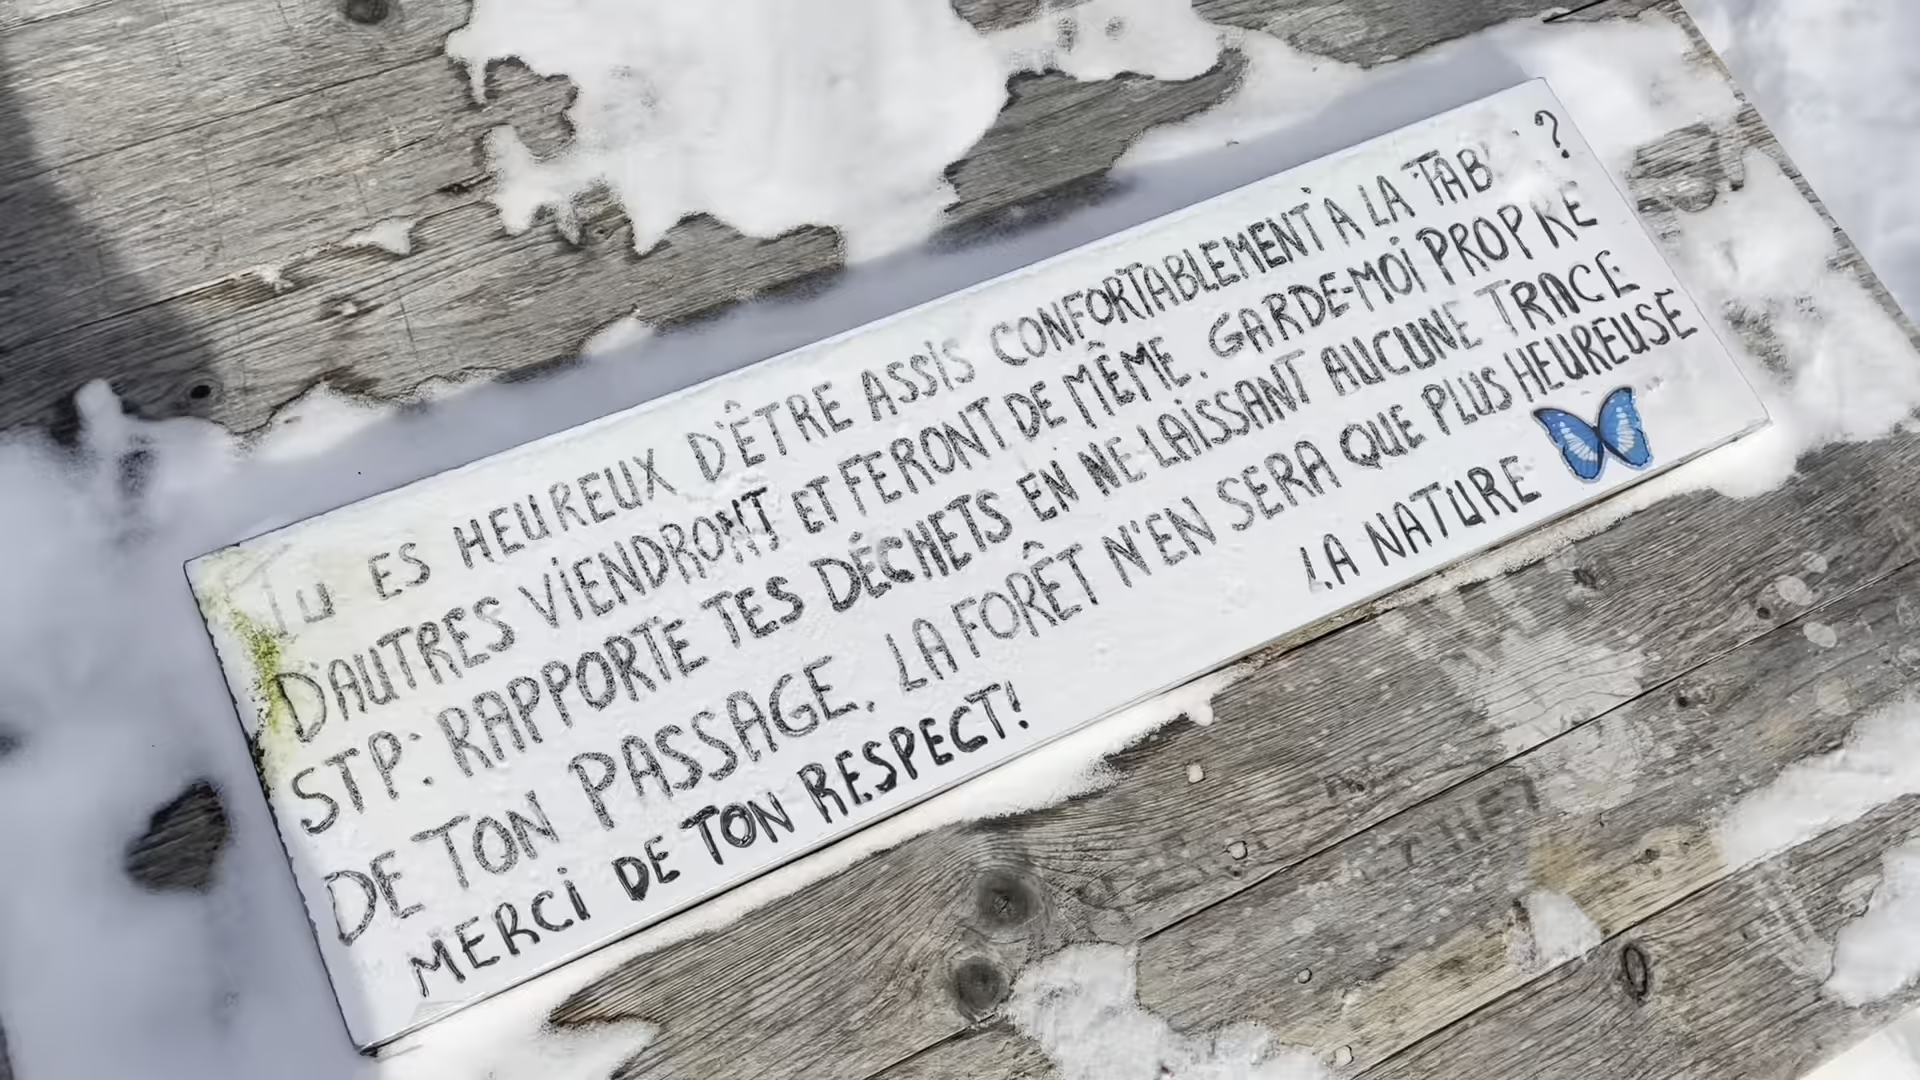 TU ES HEUREUX D'ÊTRE ASSIS CONFORTABLEMENT À LA ?
D'AUTRES VIENDRONT ET FERONT DE MÊME. GARDE-MOI PROPRE
STP: RAPPORTE TES DÉCHETS EN NE LAISSANT AUCUNE TRACE
DE TON PASSAGE. LA FORÊT N'EN SERA QUE PLUS HEUREUSE
MERCI DE TON RESPECT! LA NATURE